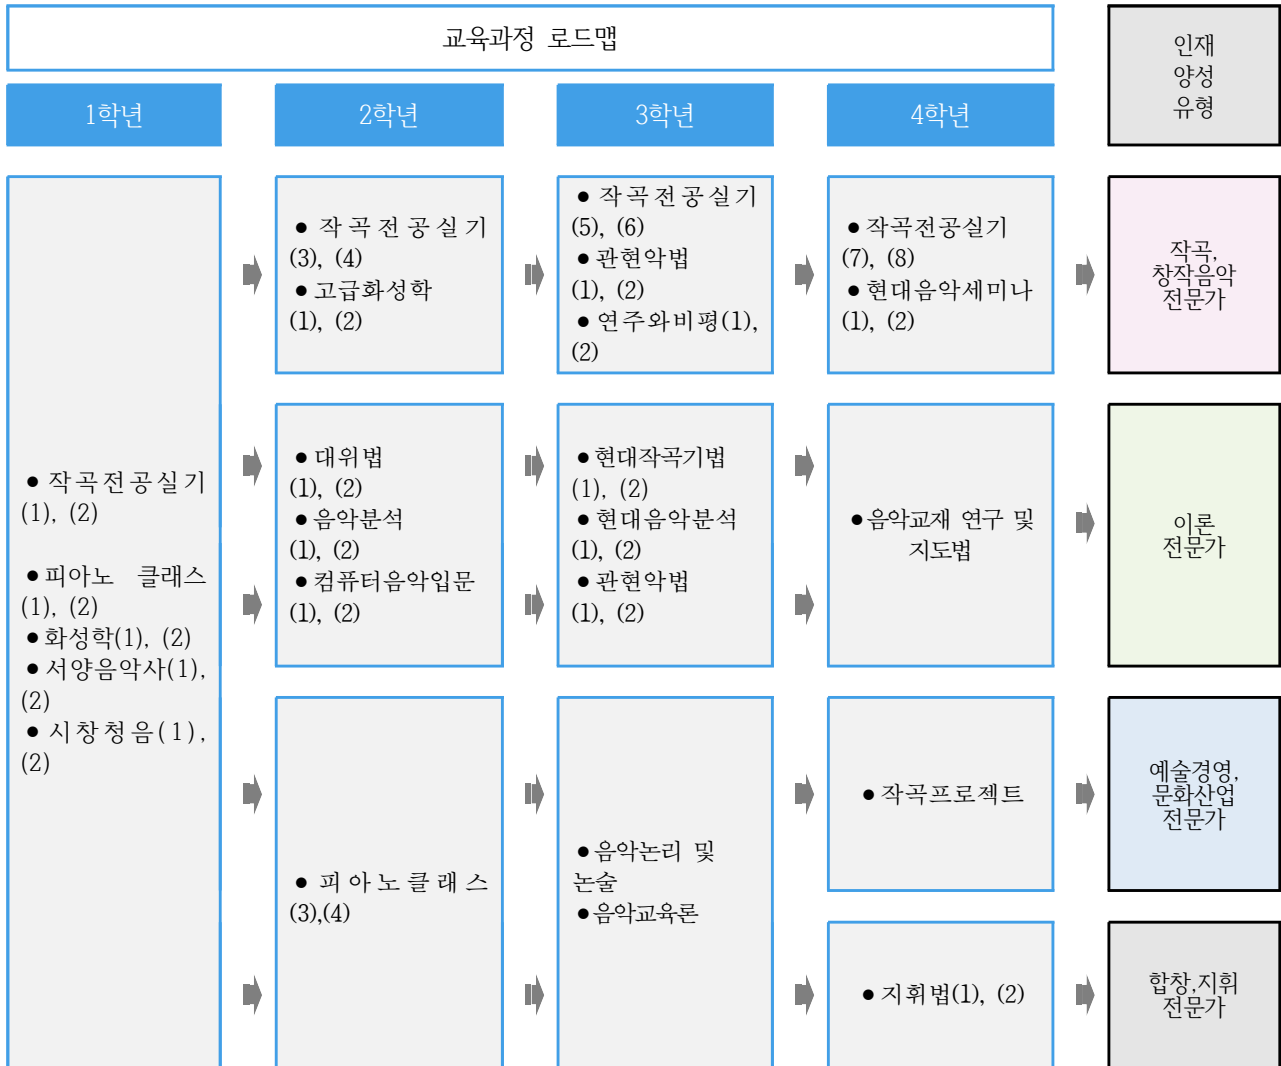 교육과정 로드맵
인재
양성
유형
1학년
2학년
3학년
4학년
● 작곡전공실기
(1), (2)
● 피아노 클래스
(1), (2)
● 화성학(1), (2)
● 서양음악사(1),
(2)
● 시창청음(1),
(2)
● 작곡전공실기
(3), (4)
● 고급화성학
(1), (2)
● 작곡전공실기
(5), (6)
● 관현악법
(1), (2)
● 연주와비평(1),
(2)
● 작곡전공실기
(7), (8)
● 현대음악세미나
(1), (2)
작곡,
창작음악
전문가
● 대위법
(1), (2)
● 음악분석
(1), (2)
● 컴퓨터음악입문
(1), (2)
● 현대작곡기법
(1), (2)
● 현대음악분석
(1), (2)
● 관현악법
(1), (2)
● 음악교재 연구 및
지도법
이론
전문가
● 피아노클래스
(3),(4)
● 음악논리 및
논술
● 음악교육론
● 작곡프로젝트
예술경영,
문화산업
전문가
● 지휘법(1), (2)
합창,지휘
전문가